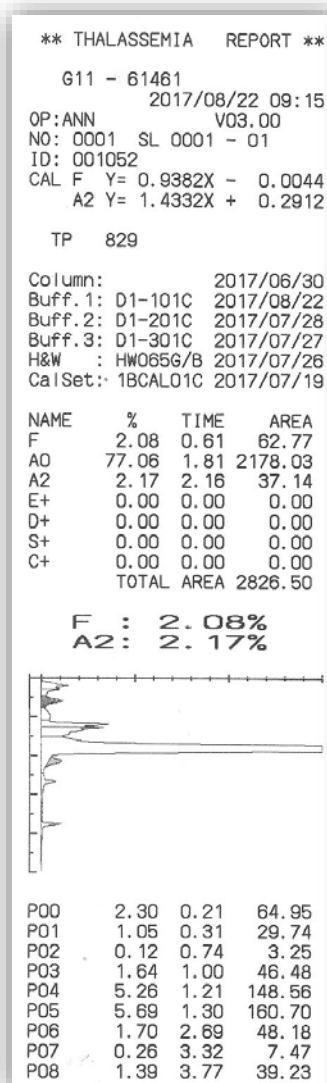 ** THALASSEMIA REPORT **
G11 - 61461
2017/08/22 09:15
OP:ANN V03.00
NO: 0001 SL 0001 - 01
ID: 001052
CAL F Y= 0.9382X - 0.0044
A2 Y= 1.4332X + 0.2912
TP 829
Column: 2017/06/30
Buff.1: D1-101C 2017/08/22
Buff.2: D1-201C 2017/07/28
Buff.3: D1-301C 2017/07/27
H&W : HW065G/B 2017/07/26
CalSet: 1BCAL01C 2017/07/19
NAME % TIME AREA
F 2.08 0.61 62.77
A0 77.06 1.81 2178.03
A2 2.17 2.16 37.14
E+ 0.00 0.00 0.00
D+ 0.00 0.00 0.00
S+ 0.00 0.00 0.00
C+ 0.00 0.00 0.00
TOTAL AREA 2826.50
F : 2.08%
A2: 2.17%
P00 2.30 0.21 64.95
P01 1.05 0.31 29.74
P02 0.12 0.74 3.25
P03 1.64 1.00 46.48
P04 5.26 1.21 148.56
P05 5.69 1.30 160.70
P06 1.70 2.69 48.18
P07 0.26 3.32 7.47
P08 1.39 3.77 39.23